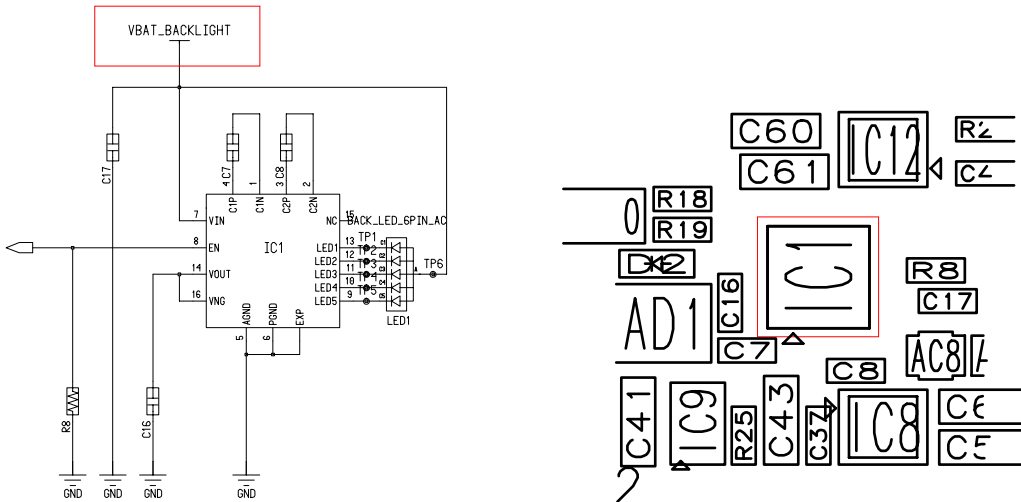 VBAT_BACKLIGHT
C17
4 C7
1
3 C8
2
C1P
C1N
C2P
C2N
7 VIN
NC 15
BACK_LED_6PIN_AC
8 EN
IC1
LED1 13 TP1
LED2 12 TP2
14 VOUT
LED3 11 TP3
TP6
LED4 10 TP4
16 VNG
LED5 9 TP5
A
LED1
AGND
PGND
EXP
5
6
R8
C16
GND
GND
GND
GND
C60
IC12
C61
R18
0
R19
IC1
C16
R8
C17
AD1
C7
C8
AC8
C41
IC9
R25
C43
C37
IC8